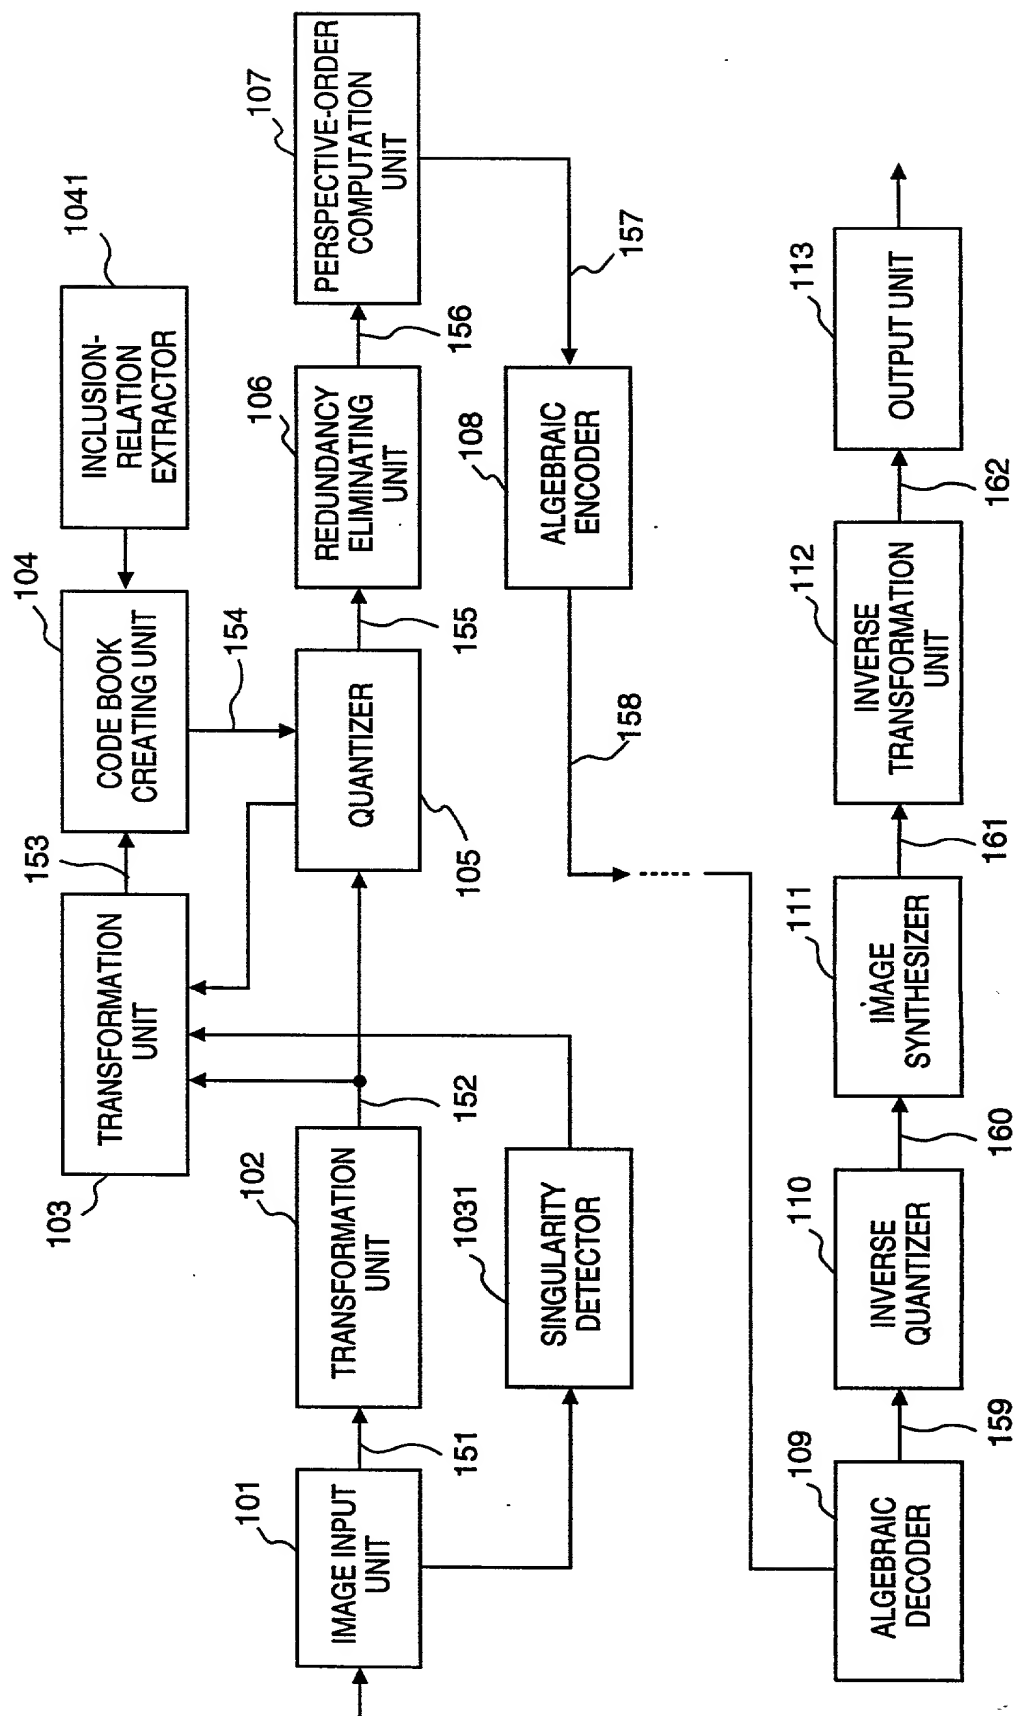 1041
INCLUSION-
RELATION
EXTRACTOR
104
CODE BOOK
CREATING UNIT
153
TRANSFORMATION
UNIT
103
154
107
PERSPECTIVE-ORDER
COMPUTATION
UNIT
156
106
REDUNDANCY
ELIMINATING
UNIT
155
QUANTIZER
105
152
102
TRANSFORMATION
UNIT
151
101
IMAGE INPUT
UNIT
1031
SINGULARITY
DETECTOR
157
108
ALGEBRAIC
ENCODER
158
109
ALGEBRAIC
DECODER
159
110
INVERSE
QUANTIZER
160
111
IMAGE
SYNTHESIZER
161
112
INVERSE
TRANSFORMATION
UNIT
162
113
OUTPUT UNIT